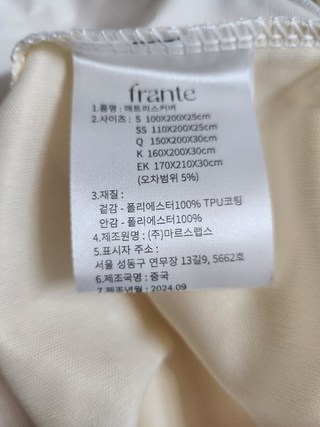 frante
1.품명 : 매트리스커버
2.사이즈 : S 100X200X25cm
SS 110X200X25cm
Q 150X200X30cm
K 160X200X30cm
EK 170X210X30cm
(오차범위 5%)
3.재질 :
겉감 - 폴리에스터100% TPU코팅
안감 - 폴리에스터100%
4.제조원명 : (주)마르스랩스
5.표시자 주소 :
서울 성동구 연무장 13길9, 5662호
6.제조국명 : 중국
7.제조년월 : 2024.09